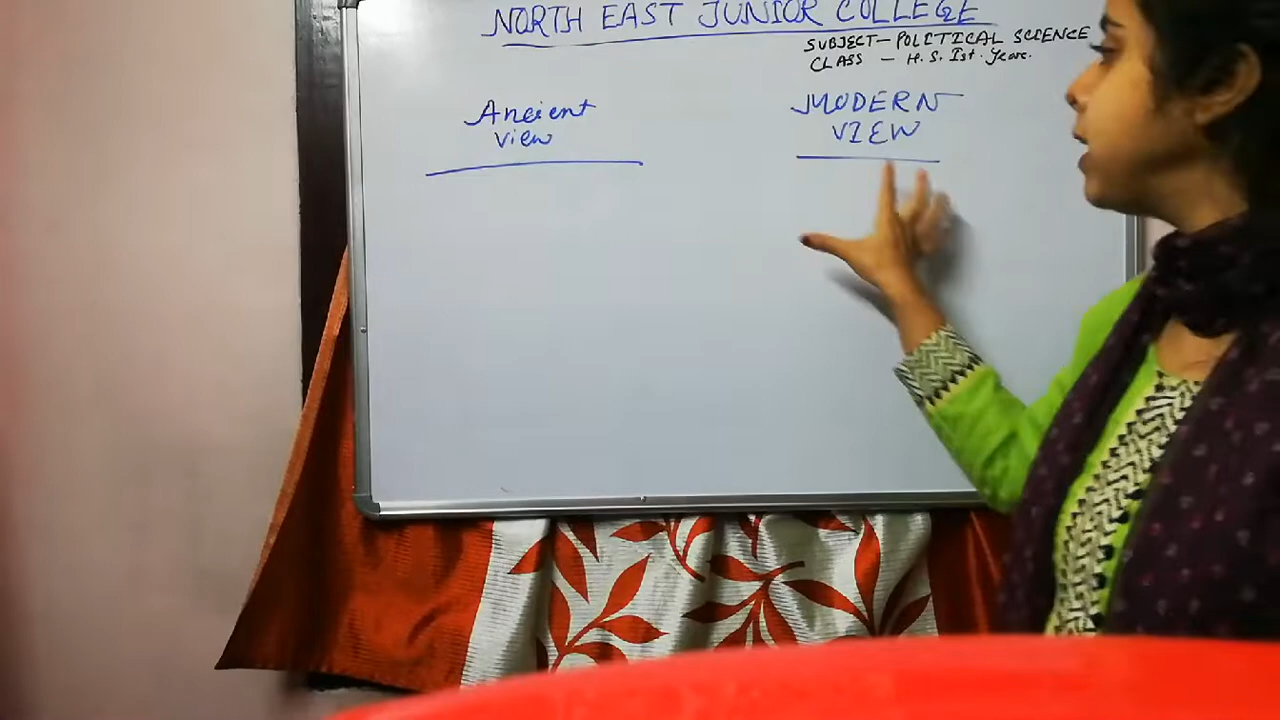 NORTH EAST JUNIOR COLLEGE
SUBJECT - POLITICAL SCIENCE
CLASS - H. S. Ist. Year.
Ancient
view
MODERN
VIEW